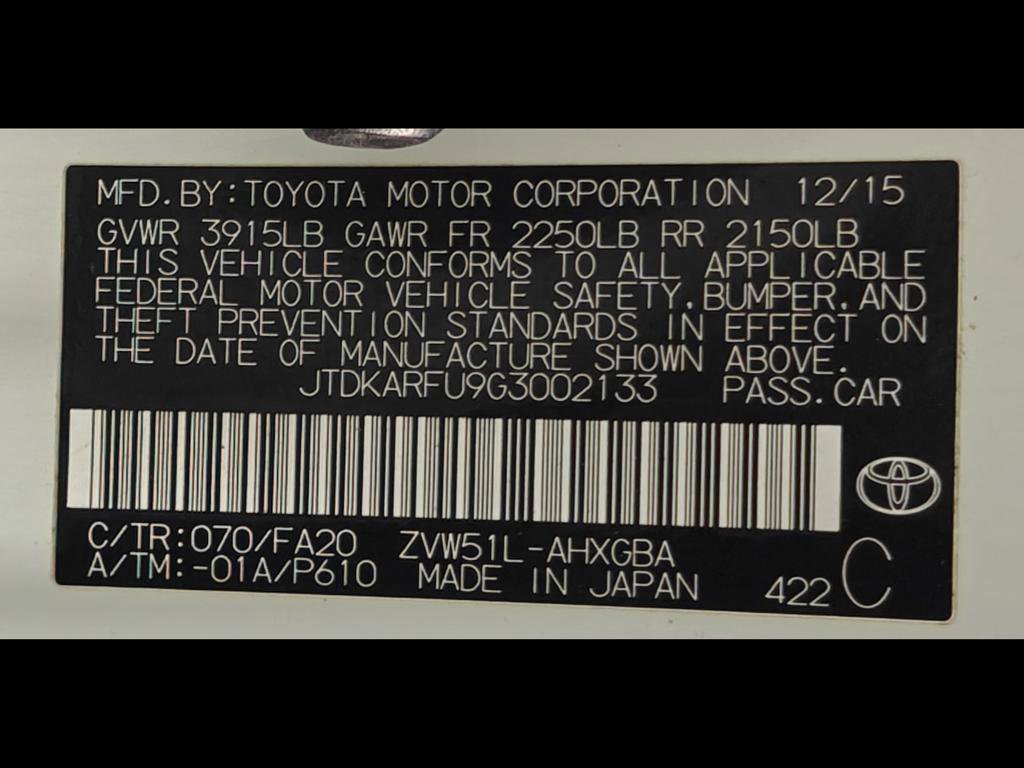 MFD.BY:TOYOTA MOTOR CORPORATION 12/15
GVWR 3915LB GAWR FR 2250LB RR 2150LB
THIS VEHICLE CONFORMS TO ALL APPLICABLE
FEDERAL MOTOR VEHICLE SAFETY,BUMPER,AND
THEFT PREVENTION STANDARDS IN EFFECT ON
THE DATE OF MANUFACTURE SHOWN ABOVE.
JTDKARFU9G3002133 PASS.CAR
C/TR:070/FA20 ZVW51L-AHXGBA
A/TM:-01A/P610 MADE IN JAPAN 422 C